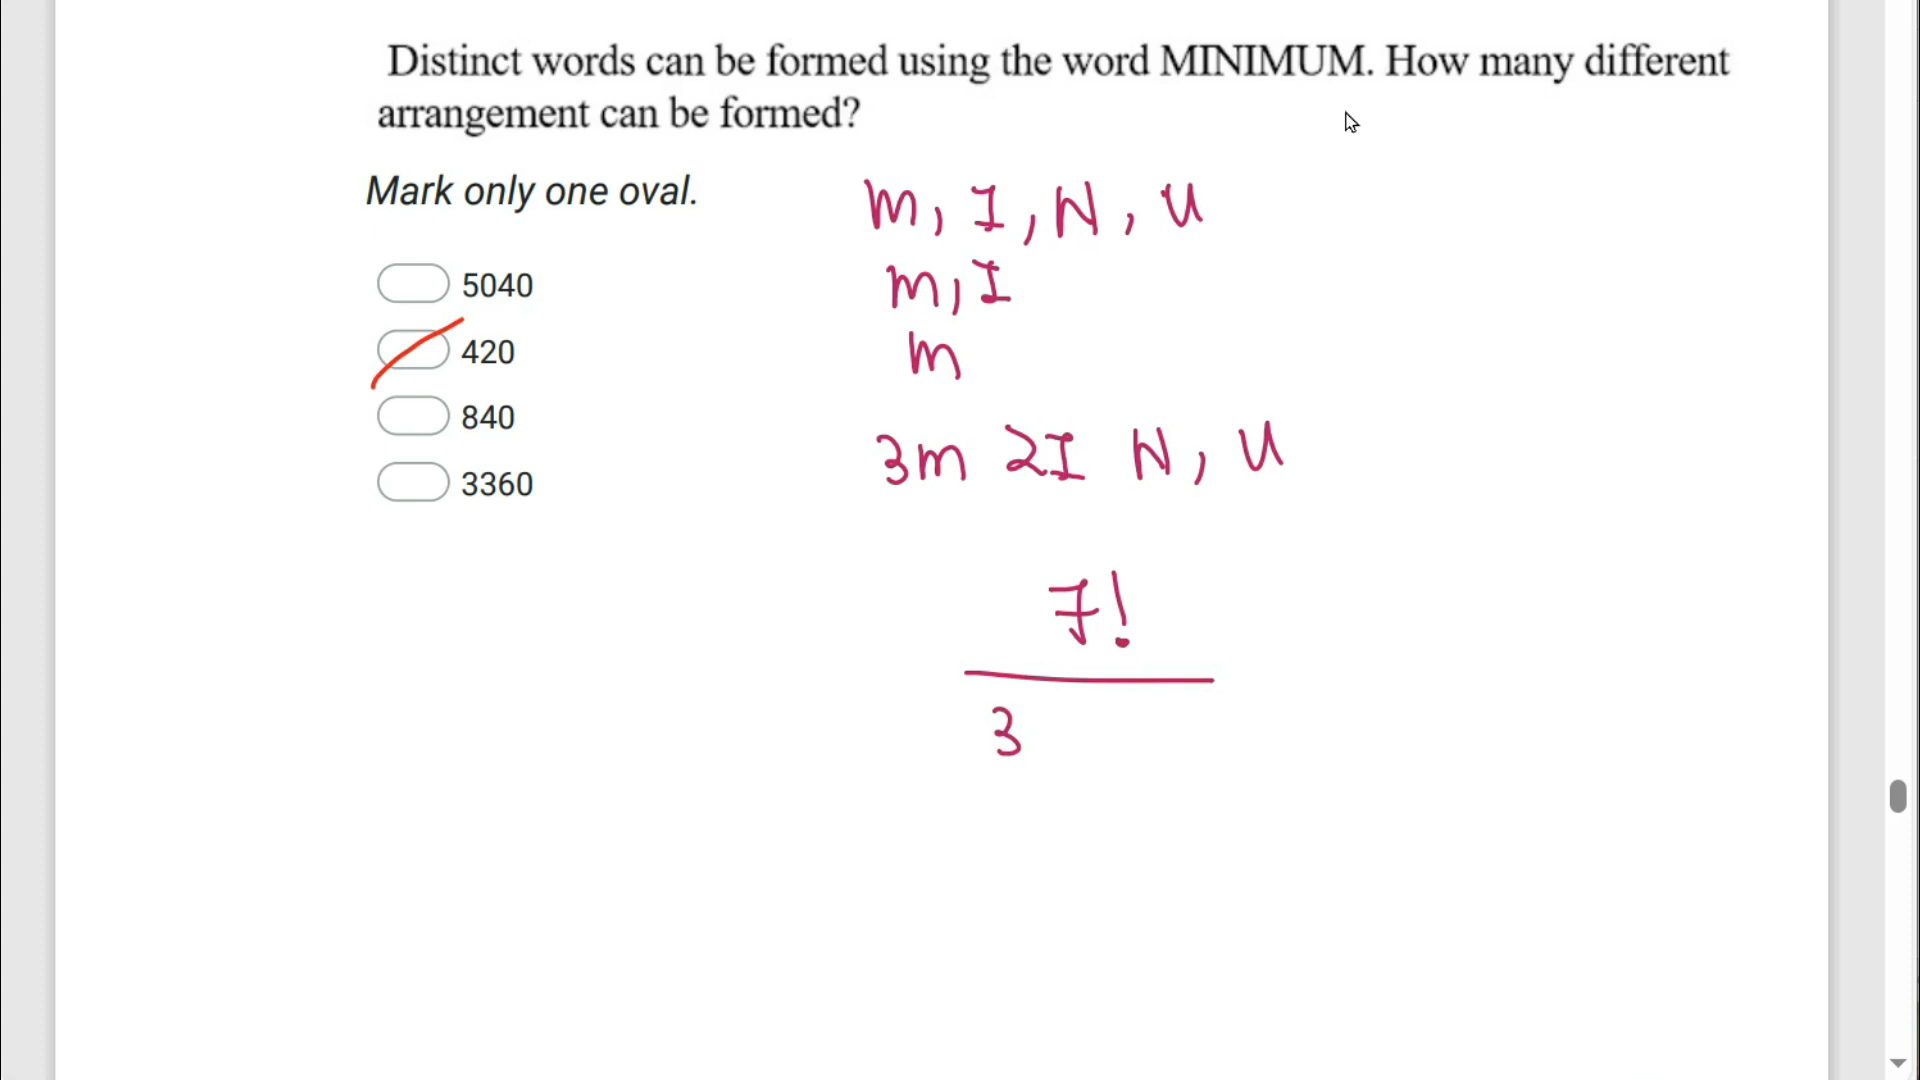 Distinct words can be formed using the word MINIMUM. How many different
arrangement can be formed?
Mark only one oval.
5040
420
840
3360
m, I, N, U
m, I
m
3m 2I N, U
7!
3